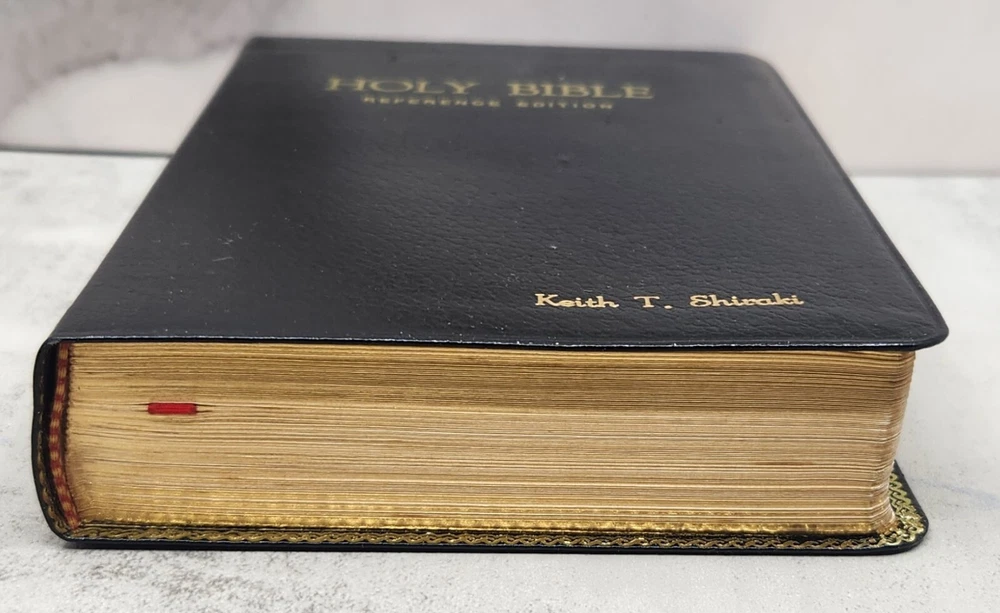 HOLY BIBLE
REFERENCE EDITION
Keith T. Shiraki